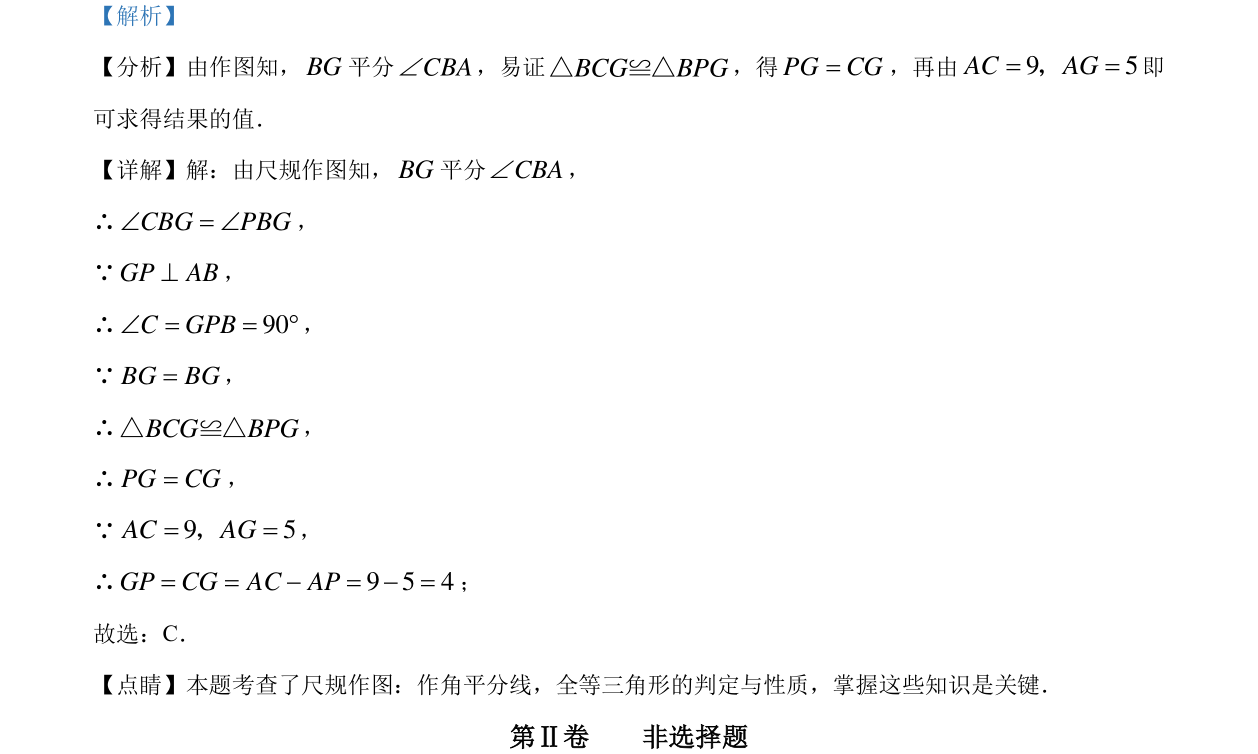 【解析】
【分析】由作图知，BG 平分∠CBA，易证△BCG≌△BPG，得 PG = CG，再由 AC = 9，AG = 5 即
可求得结果的值．
【详解】解：由尺规作图知，BG 平分∠CBA，
∴∠CBG = ∠PBG，
∵GP ⊥ AB，
∴∠C = GPB = 90°，
∵BG = BG，
∴△BCG≌△BPG，
∴PG = CG，
∵AC = 9，AG = 5，
∴GP = CG = AC − AP = 9 − 5 = 4；
故选：C．
【点睛】本题考查了尺规作图：作角平分线，全等三角形的判定与性质，掌握这些知识是关键．
第Ⅱ卷 非选择题